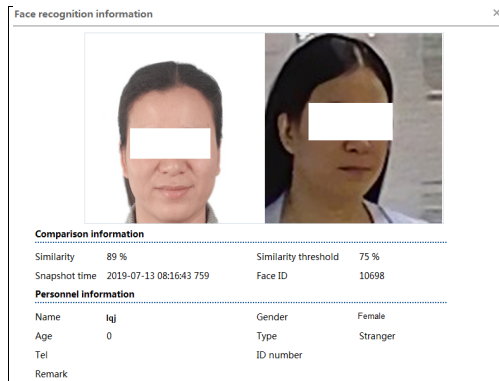 Face recognition information
Comparison information
Similarity 89 % Similarity threshold 75 %
Snapshot time 2019-07-13 08:16:43 759 Face ID 10698
Personnel information
Name lqj Gender Female
Age 0 Type Stranger
Tel ID number
Remark